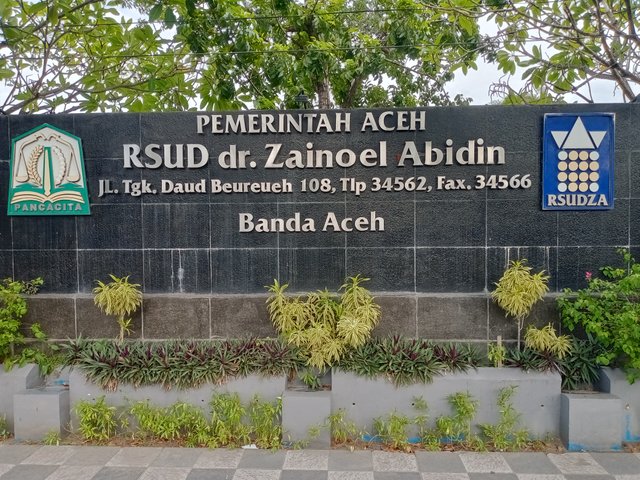 PEMERINTAH ACEH
RSUD dr. Zainoel Abidin
JL. Tgk. Daud Beureueh 108, Tlp 34562, Fax. 34566
Banda Aceh
PANCACITA
RSUDZA